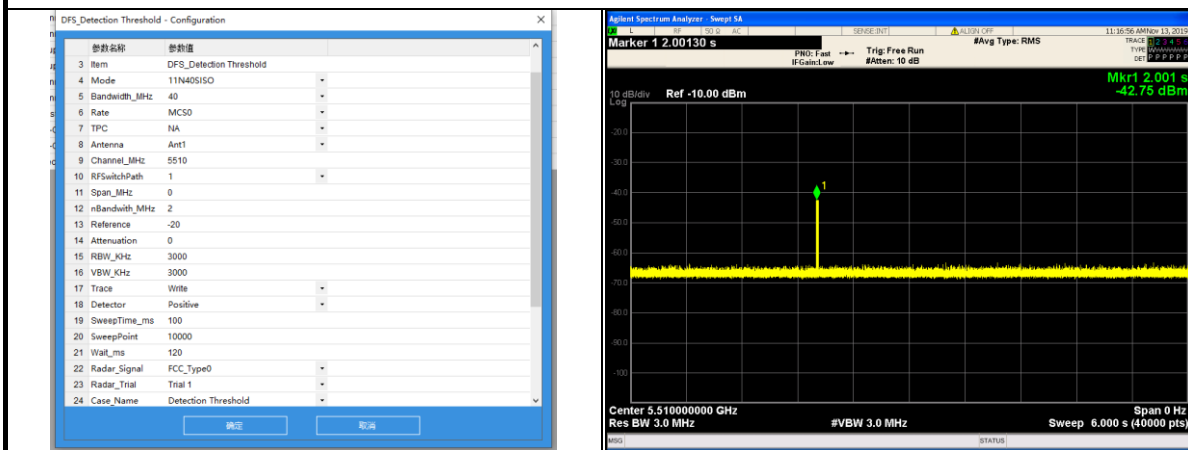 DFS_Detection Threshold - Configuration
参数名称 参数值
3 Item DFS_Detection Threshold
4 Mode 11N40SISO
5 Bandwidth_MHz 40
6 Rate MCS0
7 TPC NA
8 Antenna Ant1
9 Channel_MHz 5510
10 RFSwitchPath 1
11 Span_MHz 0
12 nBandwith_MHz 2
13 Reference -20
14 Attenuation 0
15 RBW_KHz 3000
16 VBW_KHz 3000
17 Trace Write
18 Detector Positive
19 SweepTime_ms 100
20 SweepPoint 10000
21 Wait_ms 120
22 Radar_Signal FCC_Type0
23 Radar_Trial Trial 1
24 Case_Name Detection Threshold
确定 取消
Agilent Spectrum Analyzer - Swept SA
L RF 50 Ω AC SENSE:INT ALIGN OFF 11:16:56 AM Nov 13, 2019
Marker 1 2.00130 s #Avg Type: RMS TRACE 1 2 3 4 5 6
PNO: Fast Trig: Free Run TYPE
IFGain:Low #Atten: 10 dB DET P P P P P
Mkr1 2.001 s
10 dB/div Ref -10.00 dBm -42.75 dBm
Log
-20.0
-30.0
1
-40.0
-50.0
-60.0
-70.0
-80.0
-90.0
-100
Center 5.510000000 GHz Span 0 Hz
Res BW 3.0 MHz #VBW 3.0 MHz Sweep 6.000 s (40000 pts)
MSG STATUS